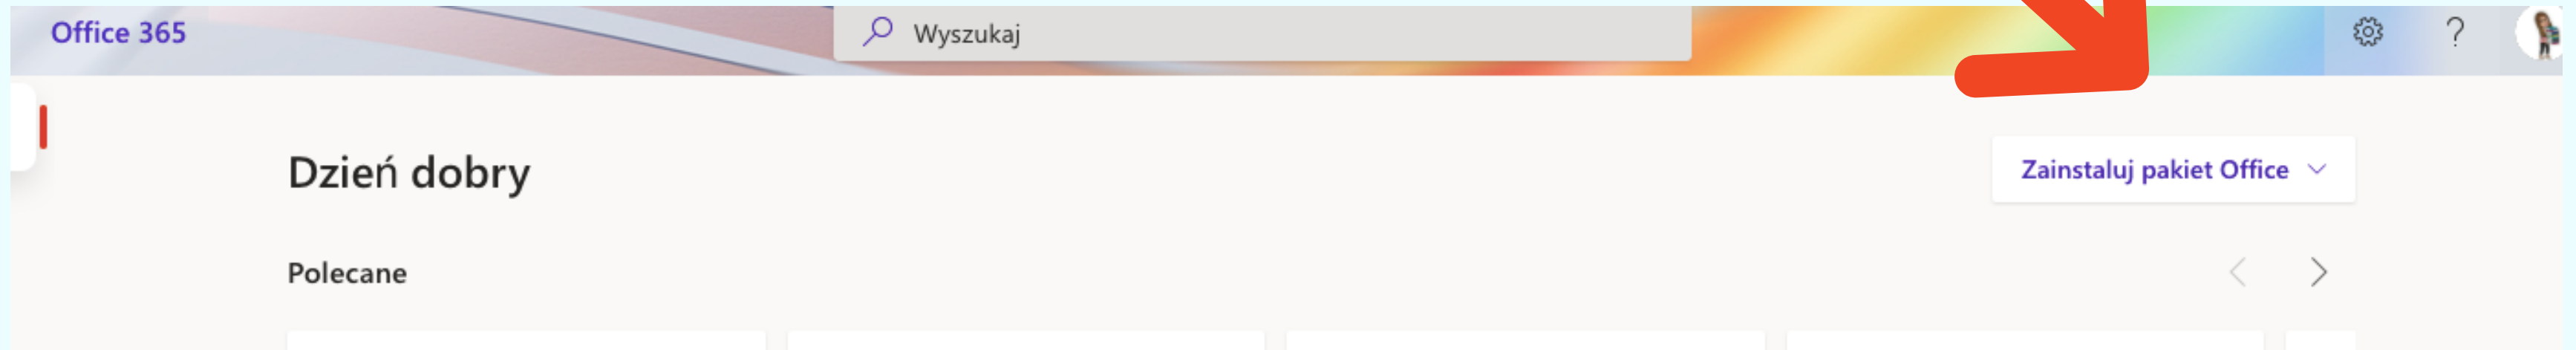 Office 365
Wyszukaj
?
Dzień dobry
Zainstaluj pakiet Office
Polecane